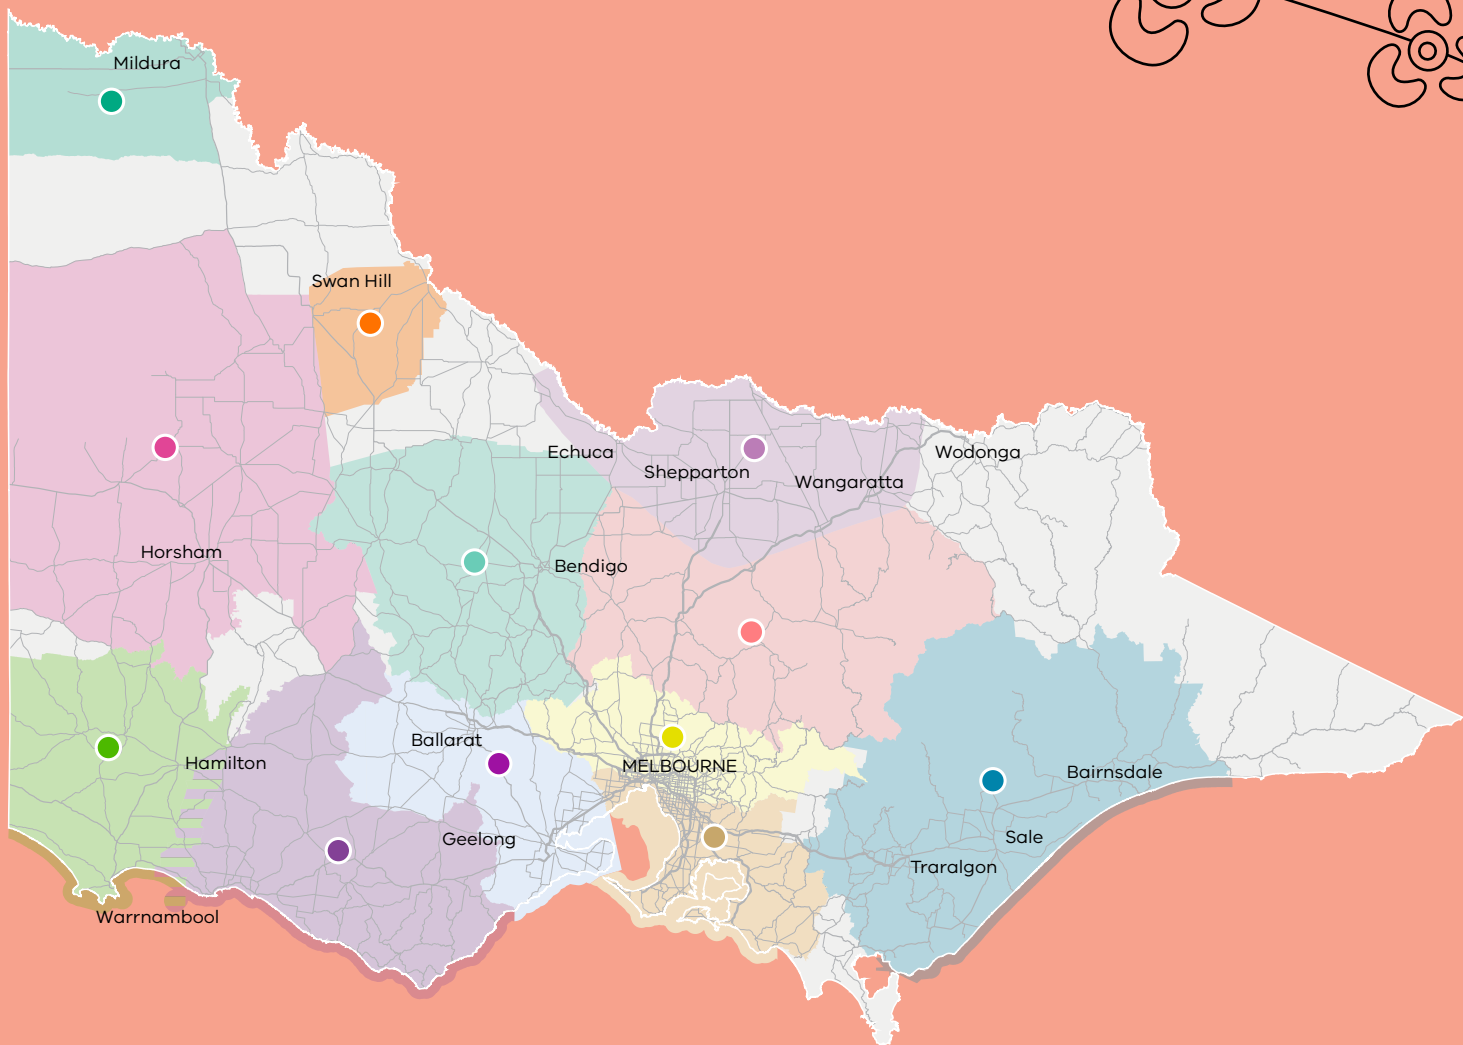 Mildura
Swan Hill
Echuca
Wodonga
Shepparton
Wangaratta
Horsham
Bendigo
Ballarat
Hamilton
MELBOURNE
Bairnsdale
Geelong
Sale
Traralgon
Warrnambool